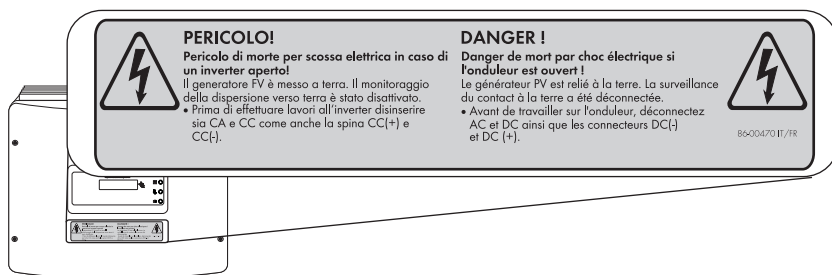 PERICOLO!
Pericolo di morte per scossa elettrica in caso di
un inverter aperto!
Il generatore FV è messo a terra. Il monitoraggio
della dispersione verso terra è stato disattivato.
• Prima di effettuare lavori all'inverter disinserire
sia CA e CC come anche la spina CC(+) e
CC(-).
DANGER !
Danger de mort par choc électrique si
l'onduleur est ouvert !
Le générateur PV est relié à la terre. La surveillance
du contact à la terre a été déconnectée.
• Avant de travailler sur l'onduleur, déconnectez
AC et DC ainsi que les connecteurs DC(-)
et DC (+).
86-00470 IT/FR